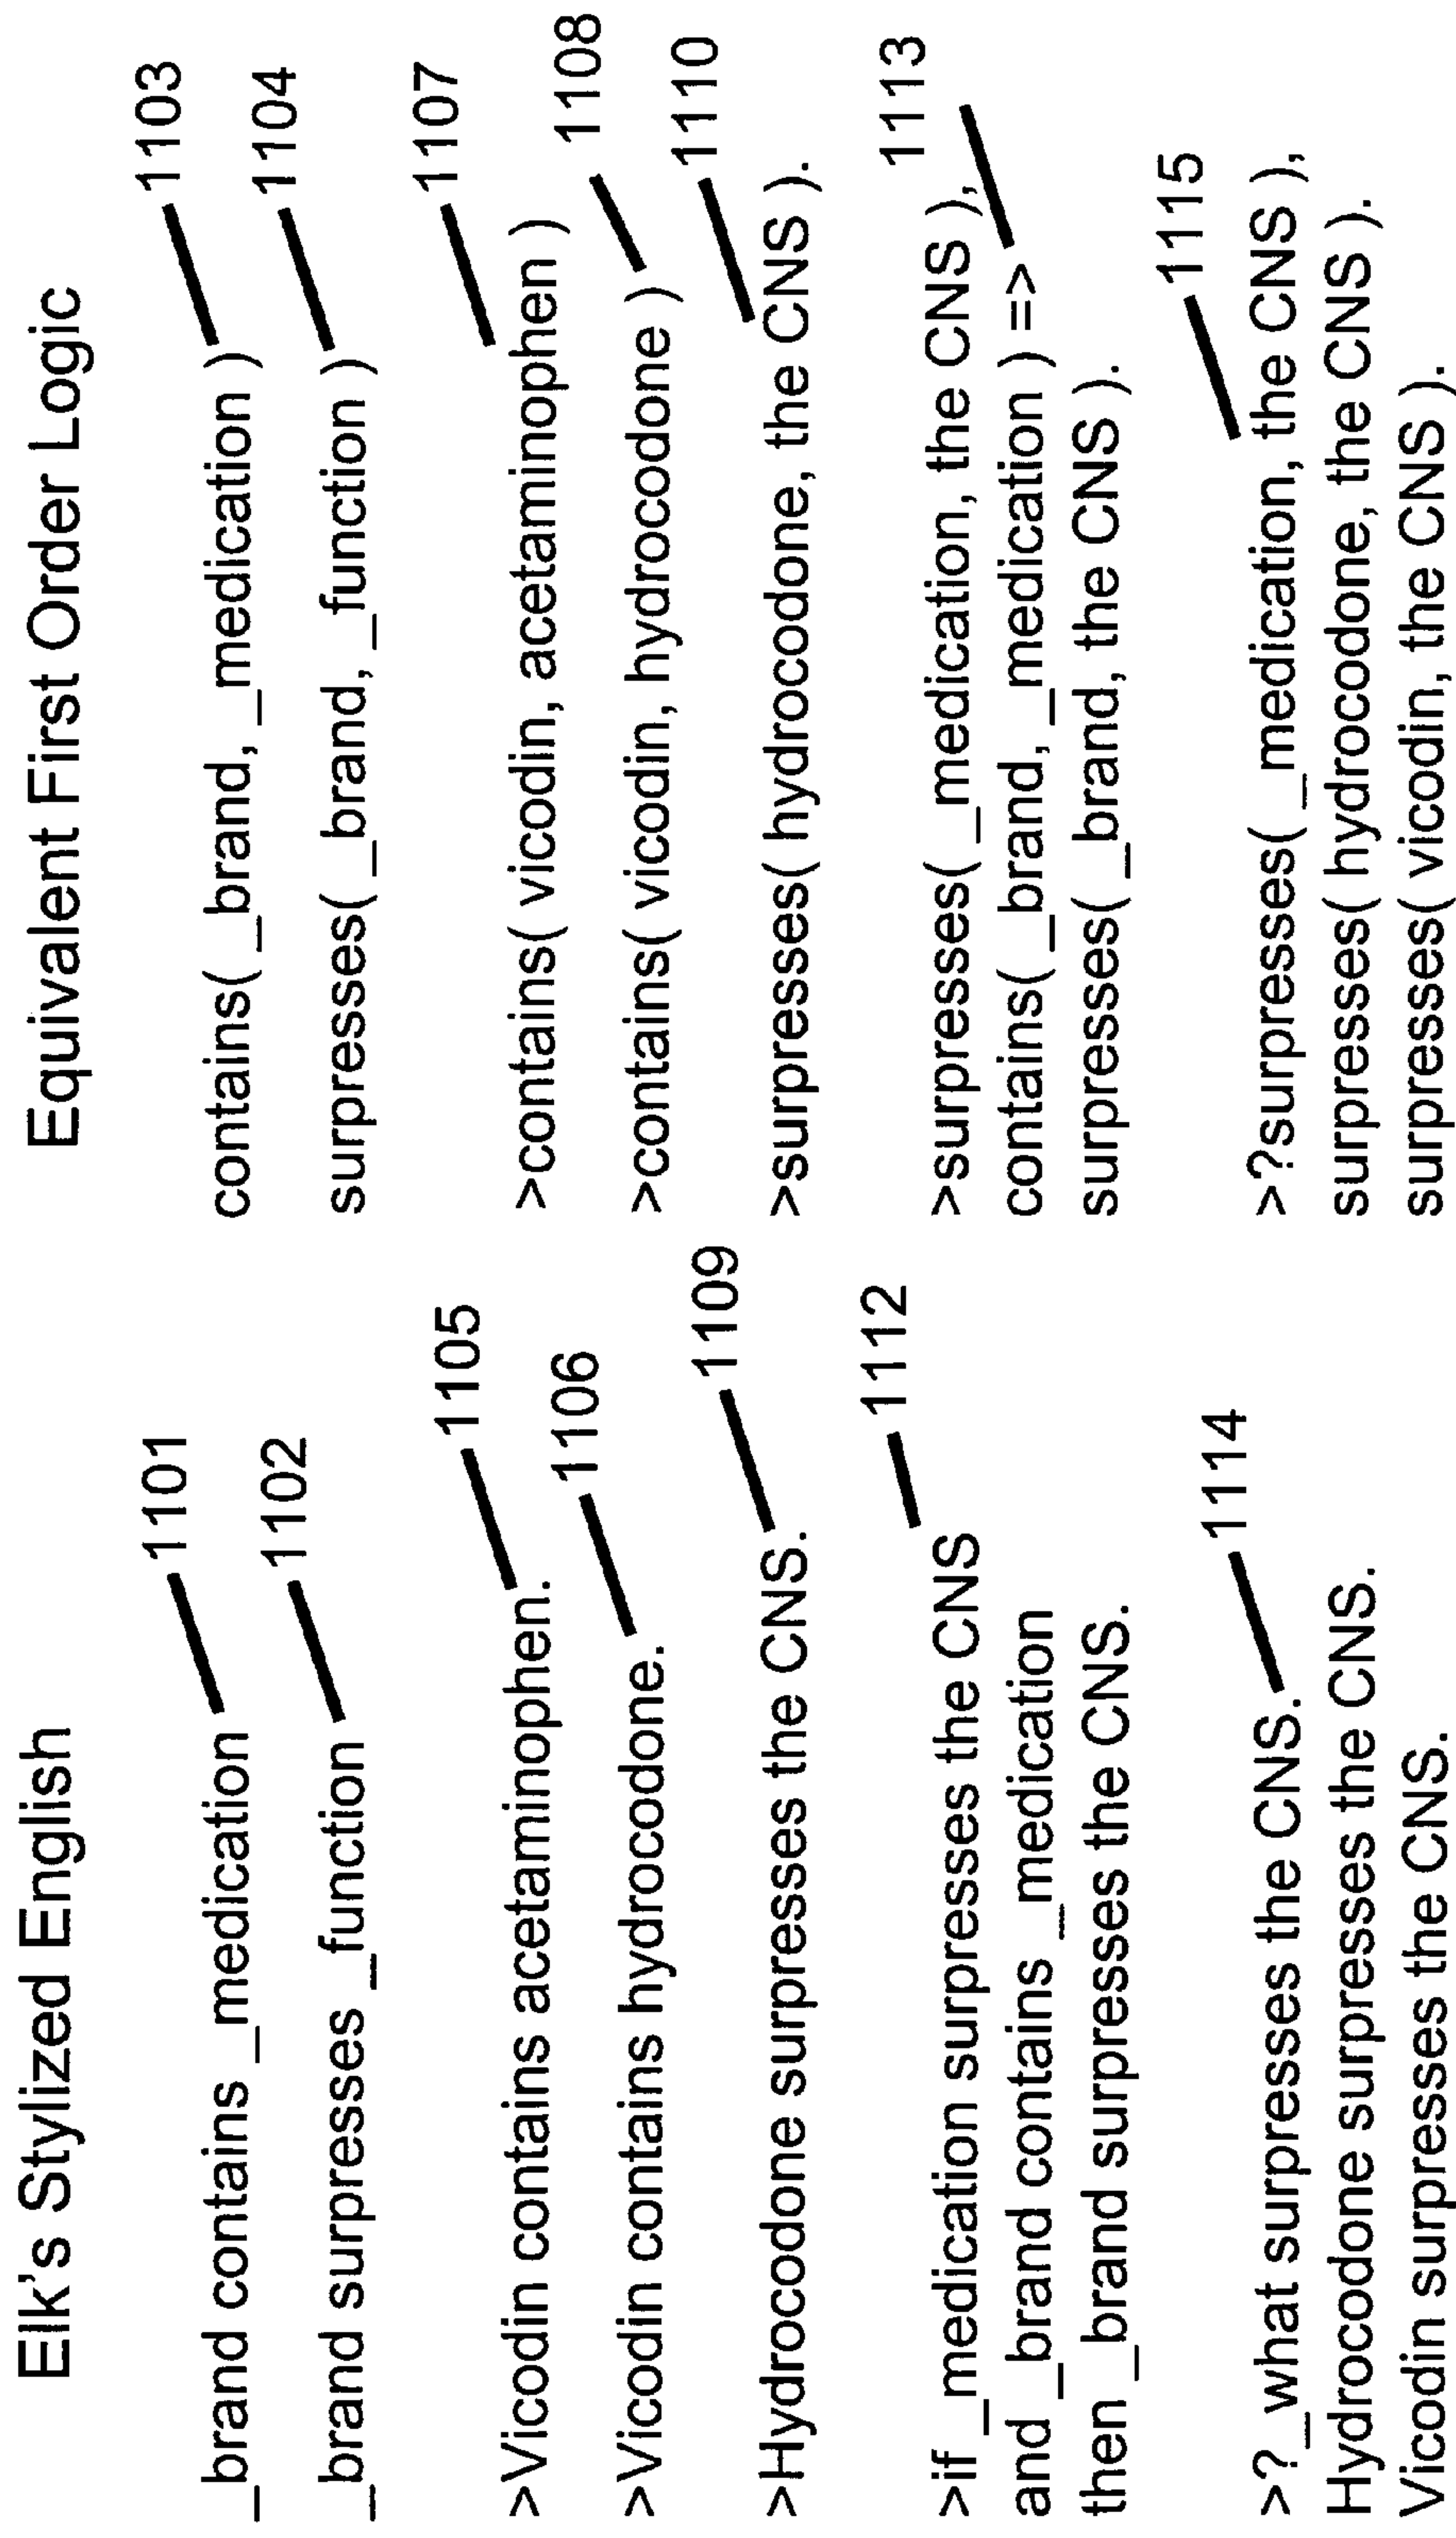 Elk's Stylized English
_brand contains _medication 1101
_brand surpresses _function 1102
>Vicodin contains acetaminophen. 1105
>Vicodin contains hydrocodone. 1106
>Hydrocodone surpresses the CNS. 1109
>if _medication surpresses the CNS 1112
and _brand contains _medication
then _brand surpresses the CNS.
>?_what surpresses the CNS. 1114
Hydrocodone surpresses the CNS.
Vicodin surpresses the CNS.
Equivalent First Order Logic
contains( _brand, _medication ) 1103
surpresses( _brand, _function ) 1104
>contains( vicodin, acetaminophen ) 1107
>contains( vicodin, hydrocodone ) 1108
>surpresses( hydrocodone, the CNS ). 1110
>surpresses( _medication, the CNS ), 1113
contains( _brand, _medication ) =>
surpresses( _brand, the CNS ).
>?surpresses( _medication, the CNS ), 1115
surpresses( hydrocodone, the CNS ).
surpresses( vicodin, the CNS ).